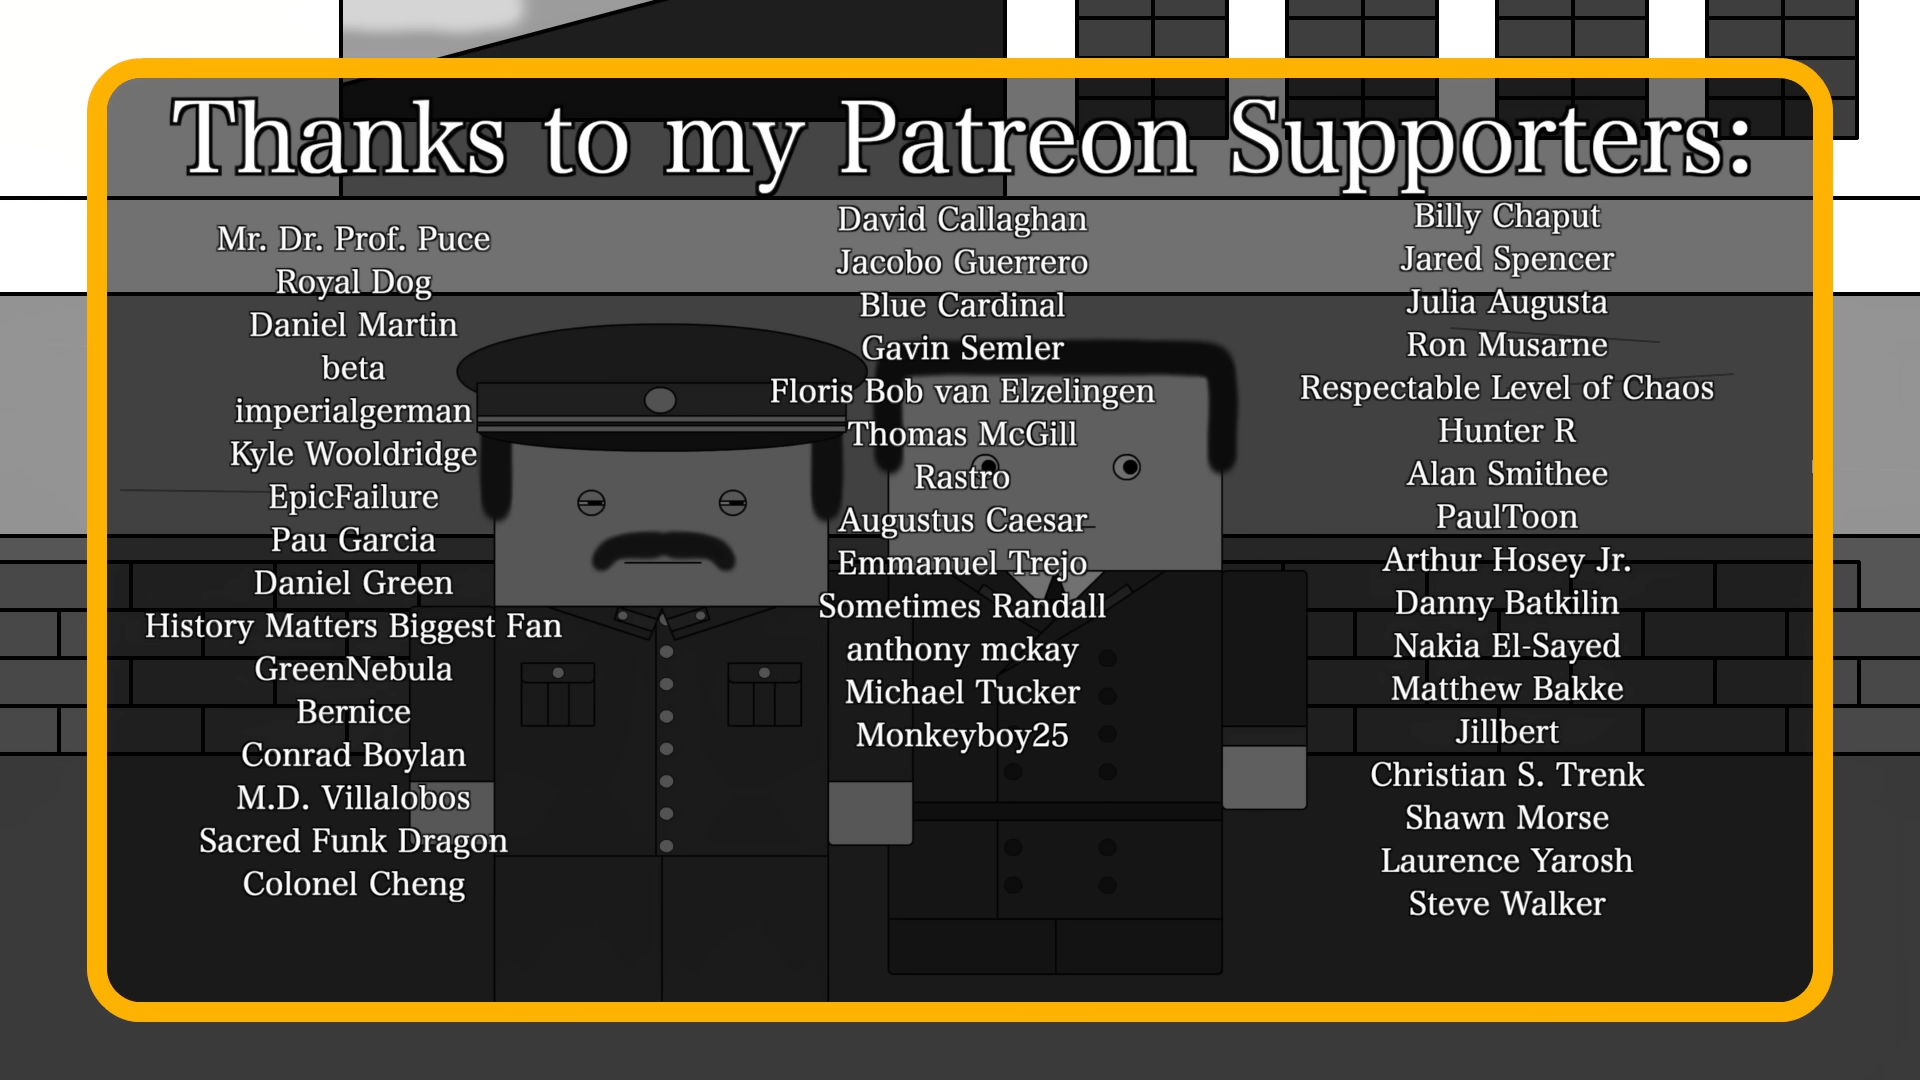 Thanks to my Patreon Supporters:
Mr. Dr. Prof. Puce
Royal Dog
Daniel Martin
beta
imperialgerman
Kyle Wooldridge
EpicFailure
Pau Garcia
Daniel Green
History Matters Biggest Fan
GreenNebula
Bernice
Conrad Boylan
M.D. Villalobos
Sacred Funk Dragon
Colonel Cheng
David Callaghan
Jacobo Guerrero
Blue Cardinal
Gavin Semler
Floris Bob van Elzelingen
Thomas McGill
Rastro
Augustus Caesar
Emmanuel Trejo
Sometimes Randall
anthony mckay
Michael Tucker
Monkeyboy25
Billy Chaput
Jared Spencer
Julia Augusta
Ron Musarne
Respectable Level of Chaos
Hunter R
Alan Smithee
PaulToon
Arthur Hosey Jr.
Danny Batkilin
Nakia El-Sayed
Matthew Bakke
Jillbert
Christian S. Trenk
Shawn Morse
Laurence Yarosh
Steve Walker